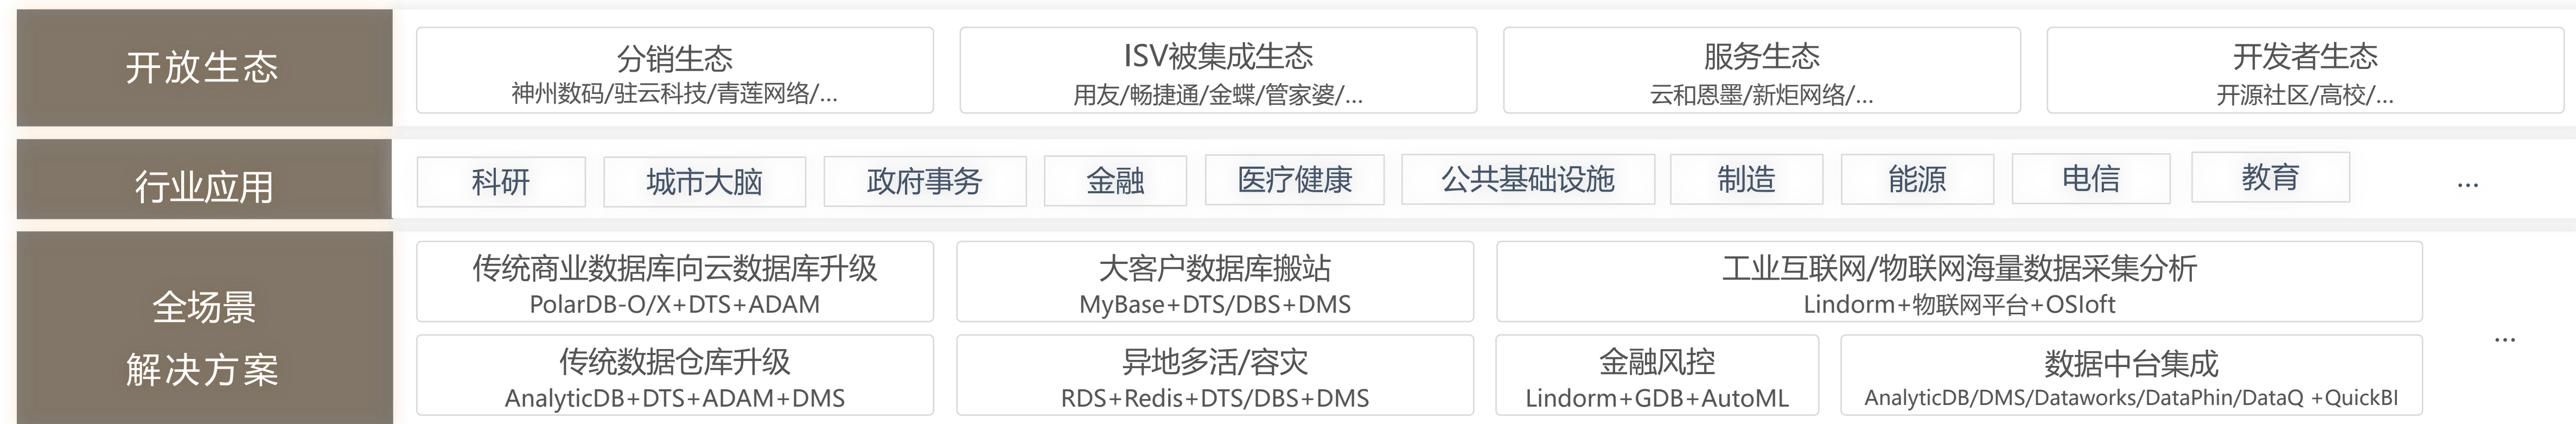 开放生态
分销生态
神州数码/驻云科技/青莲网络/...
ISV被集成生态
用友/畅捷通/金蝶/管家婆/...
服务生态
云和恩墨/新炬网络/...
开发者生态
开源社区/高校/...
行业应用
科研
城市大脑
政府事务
金融
医疗健康
公共基础设施
制造
能源
电信
教育
...
全场景
解决方案
传统商业数据库向云数据库升级
PolarDB-O/X+DTS+ADAM
大客户数据库搬站
MyBase+DTS/DBS+DMS
工业互联网/物联网海量数据采集分析
Lindorm+物联网平台+OSIoft
传统数据仓库升级
AnalyticDB+DTS+ADAM+DMS
异地多活/容灾
RDS+Redis+DTS/DBS+DMS
金融风控
Lindorm+GDB+AutoML
数据中台集成
AnalyticDB/DMS/Dataworks/DataPhin/DataQ +QuickBI
...